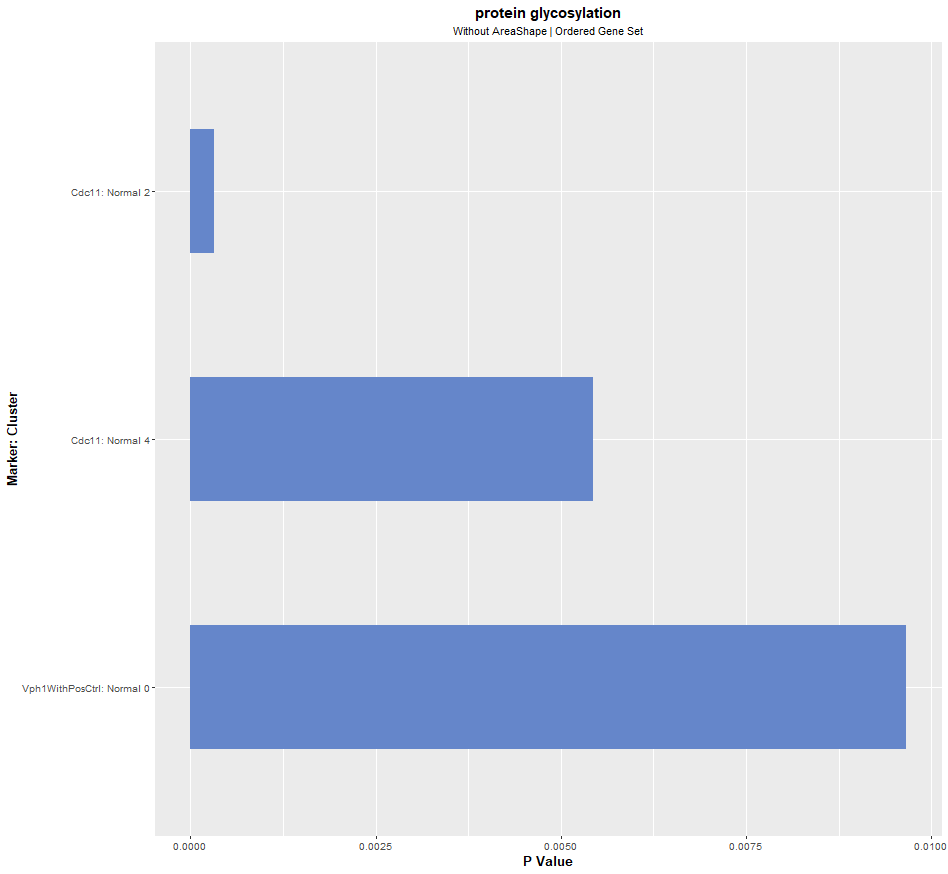 protein glycosylation
Without AreaShape | Ordered Gene Set
Marker: Cluster
Cdc11: Normal 2
Cdc11: Normal 4
Vph1WithPosCtrl: Normal 0
0.0000 0.0025 0.0050 0.0075 0.0100
P Value